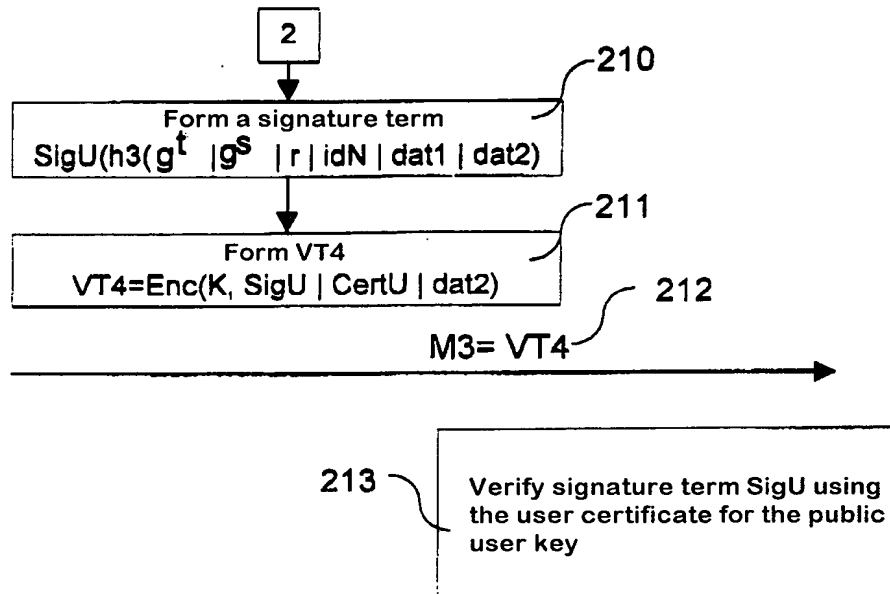 2
210
Form a signature term
SigU(h3(g^t |g^s | r | idN | dat1 | dat2)
211
Form VT4
VT4=Enc(K, SigU | CertU | dat2)
212
M3= VT4
213
Verify signature term SigU using
the user certificate for the public
user key